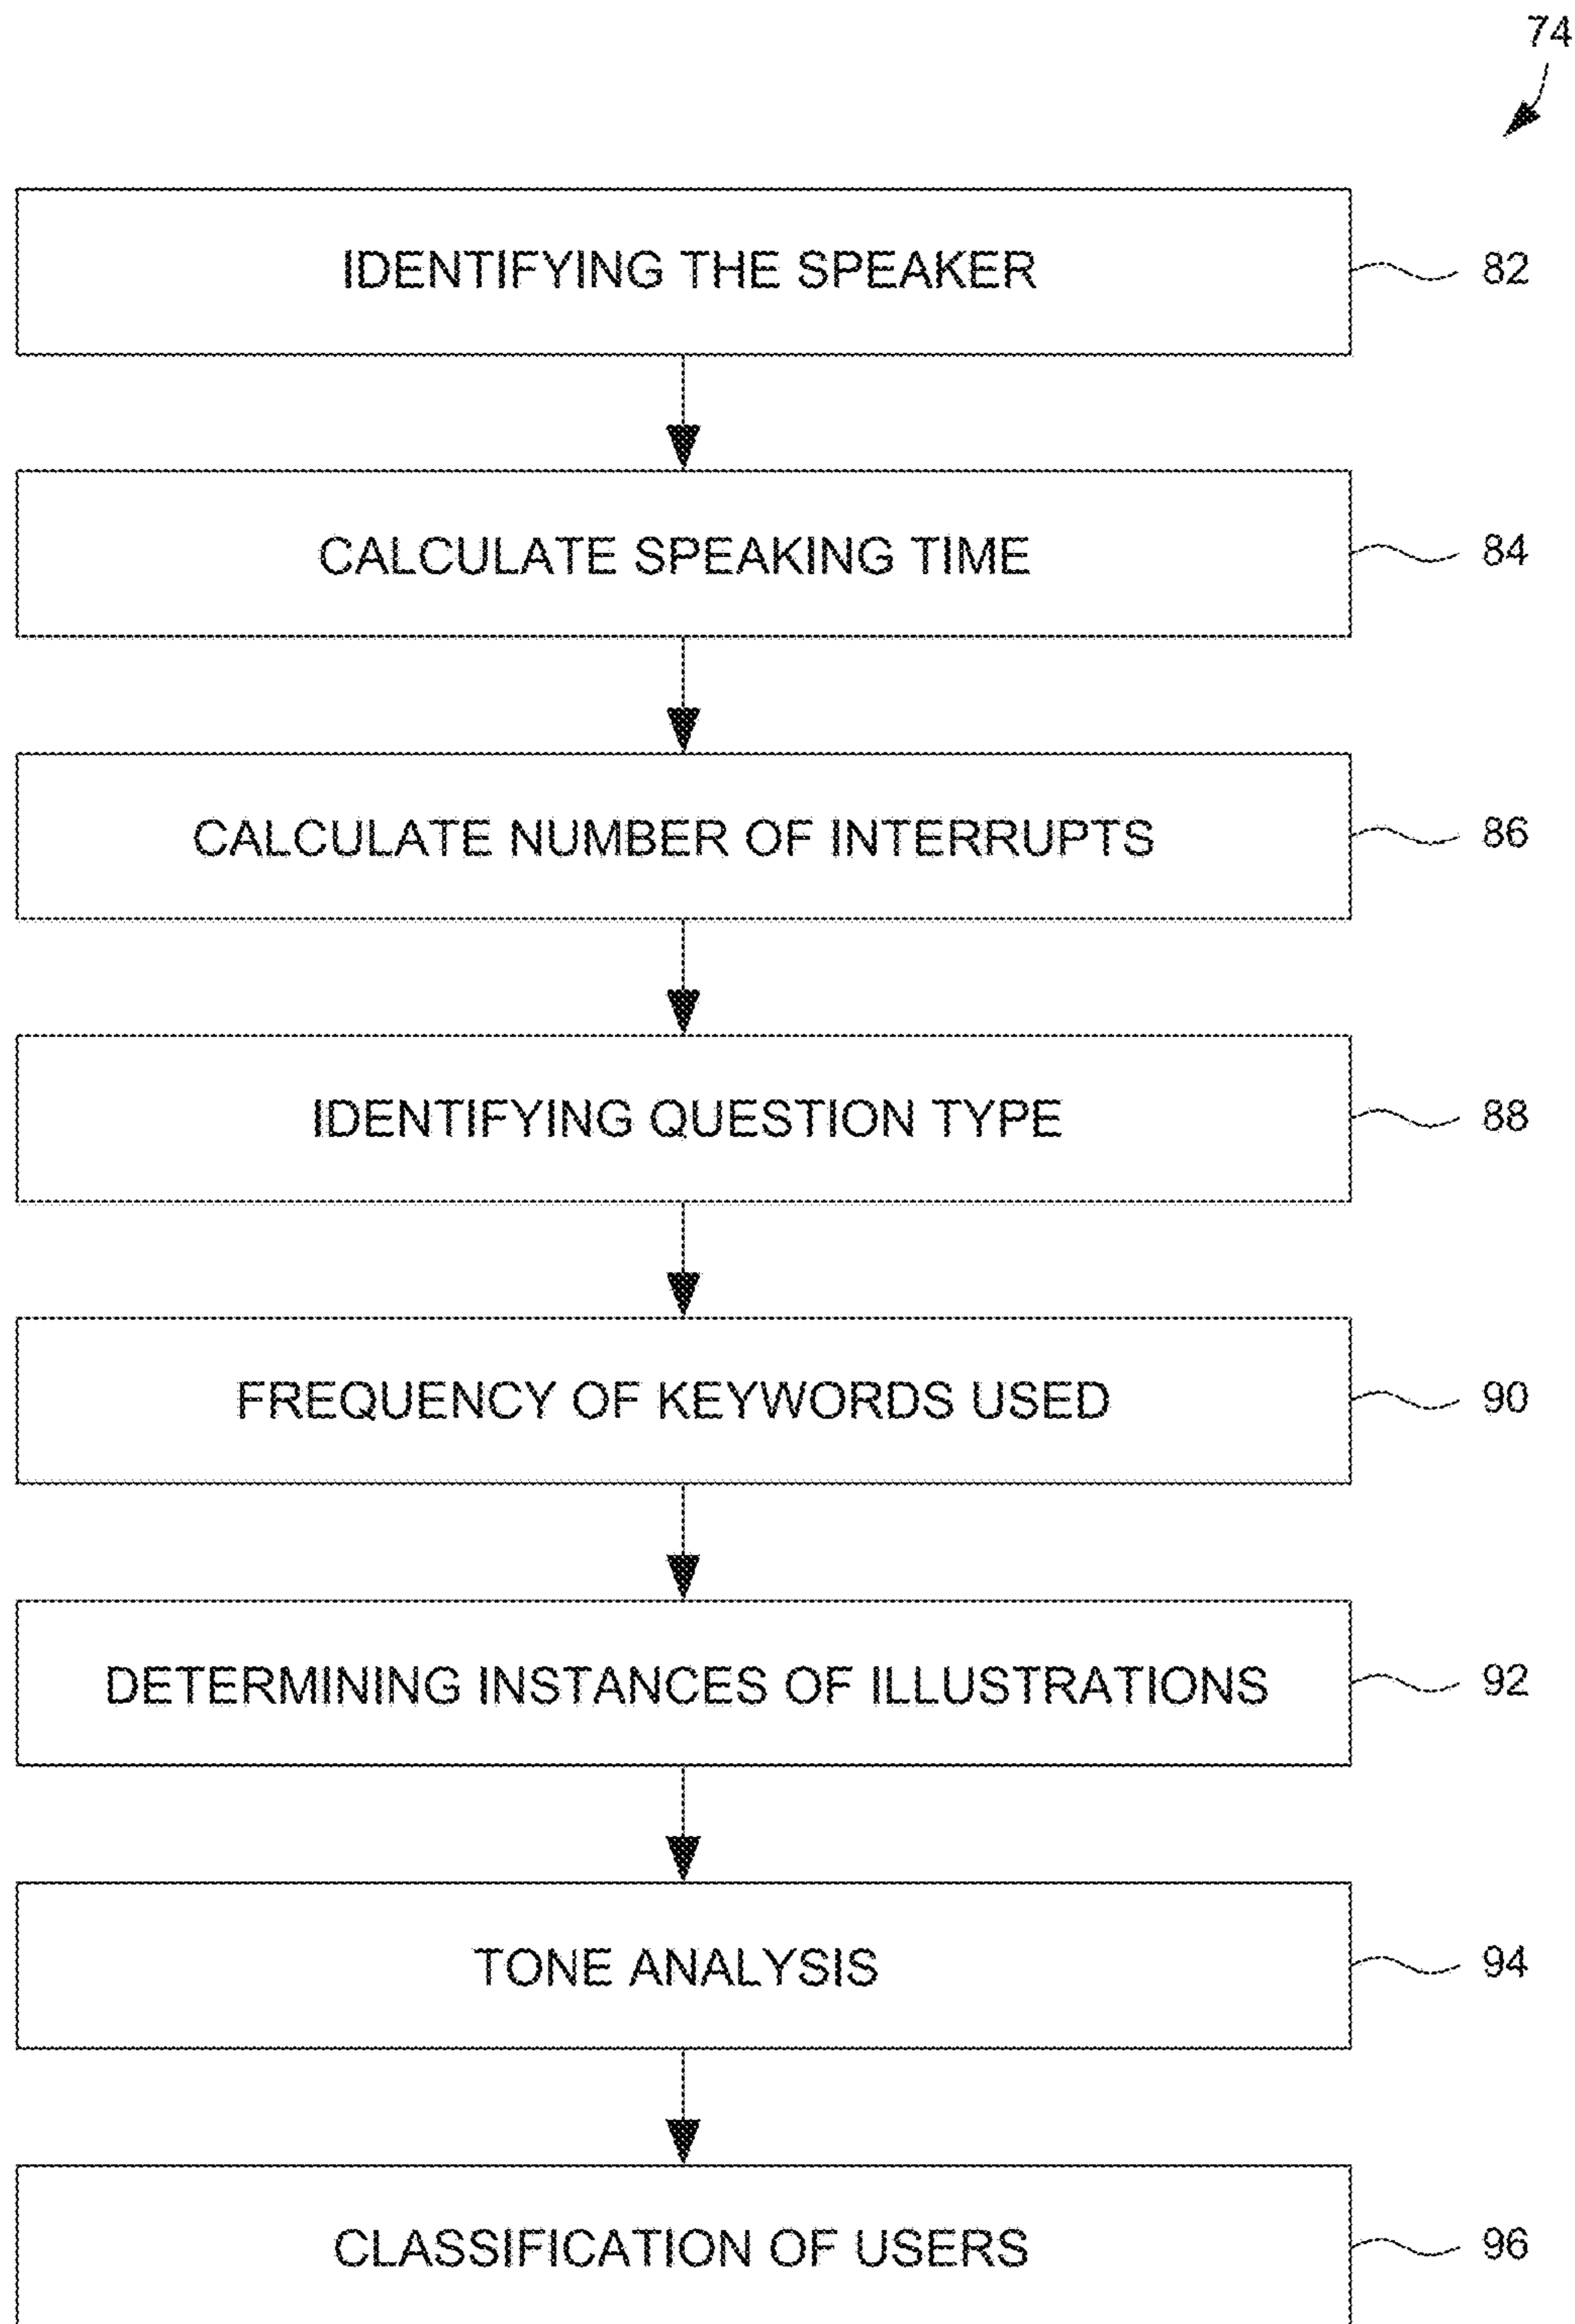 74
IDENTIFYING THE SPEAKER 82
CALCULATE SPEAKING TIME 84
CALCULATE NUMBER OF INTERRUPTS 86
IDENTIFYING QUESTION TYPE 88
FREQUENCY OF KEYWORDS USED 90
DETERMINING INSTANCES OF ILLUSTRATIONS 92
TONE ANALYSIS 94
CLASSIFICATION OF USERS 96